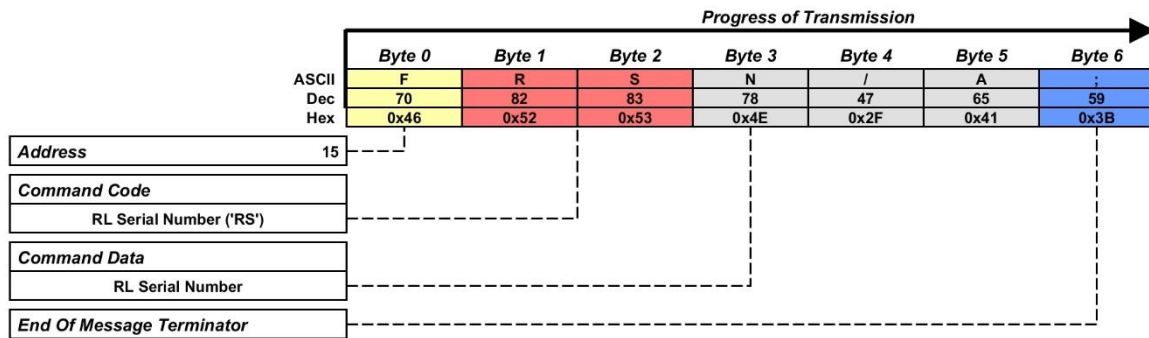 Progress of Transmission
Byte 0 Byte 1 Byte 2 Byte 3 Byte 4 Byte 5 Byte 6
ASCII F R S N / A ;
Dec 70 82 83 78 47 65 59
Hex 0x46 0x52 0x53 0x4E 0x2F 0x41 0x3B
Address 15
Command Code
RL Serial Number ('RS')
Command Data
RL Serial Number
End Of Message Terminator